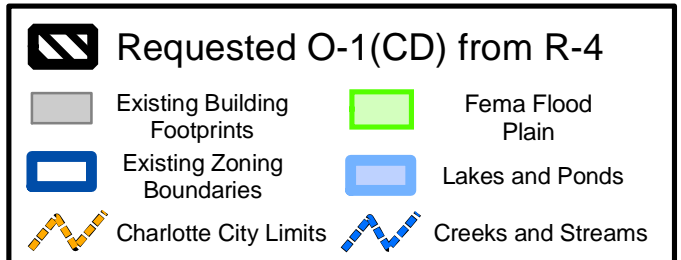 Requested O-1(CD) from R-4
Existing Building
Footprints
Fema Flood
Plain
Existing Zoning
Boundaries
Lakes and Ponds
Charlotte City Limits
Creeks and Streams